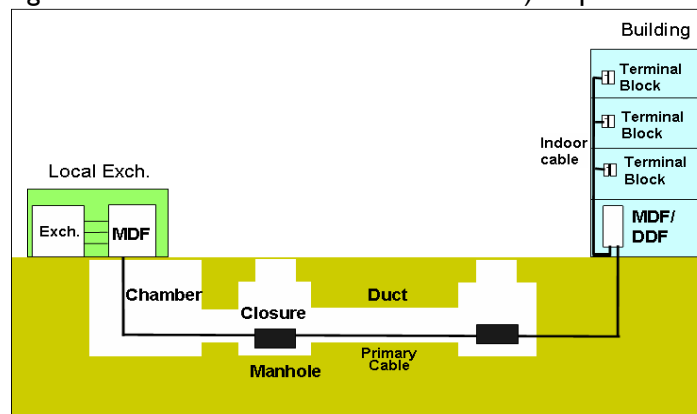 Building
Terminal
Block
Terminal
Block
Indoor
cable
Terminal
Block
Local Exch.
Exch.
MDF
MDF/
DDF
Chamber
Closure
Duct
Manhole
Primary
Cable